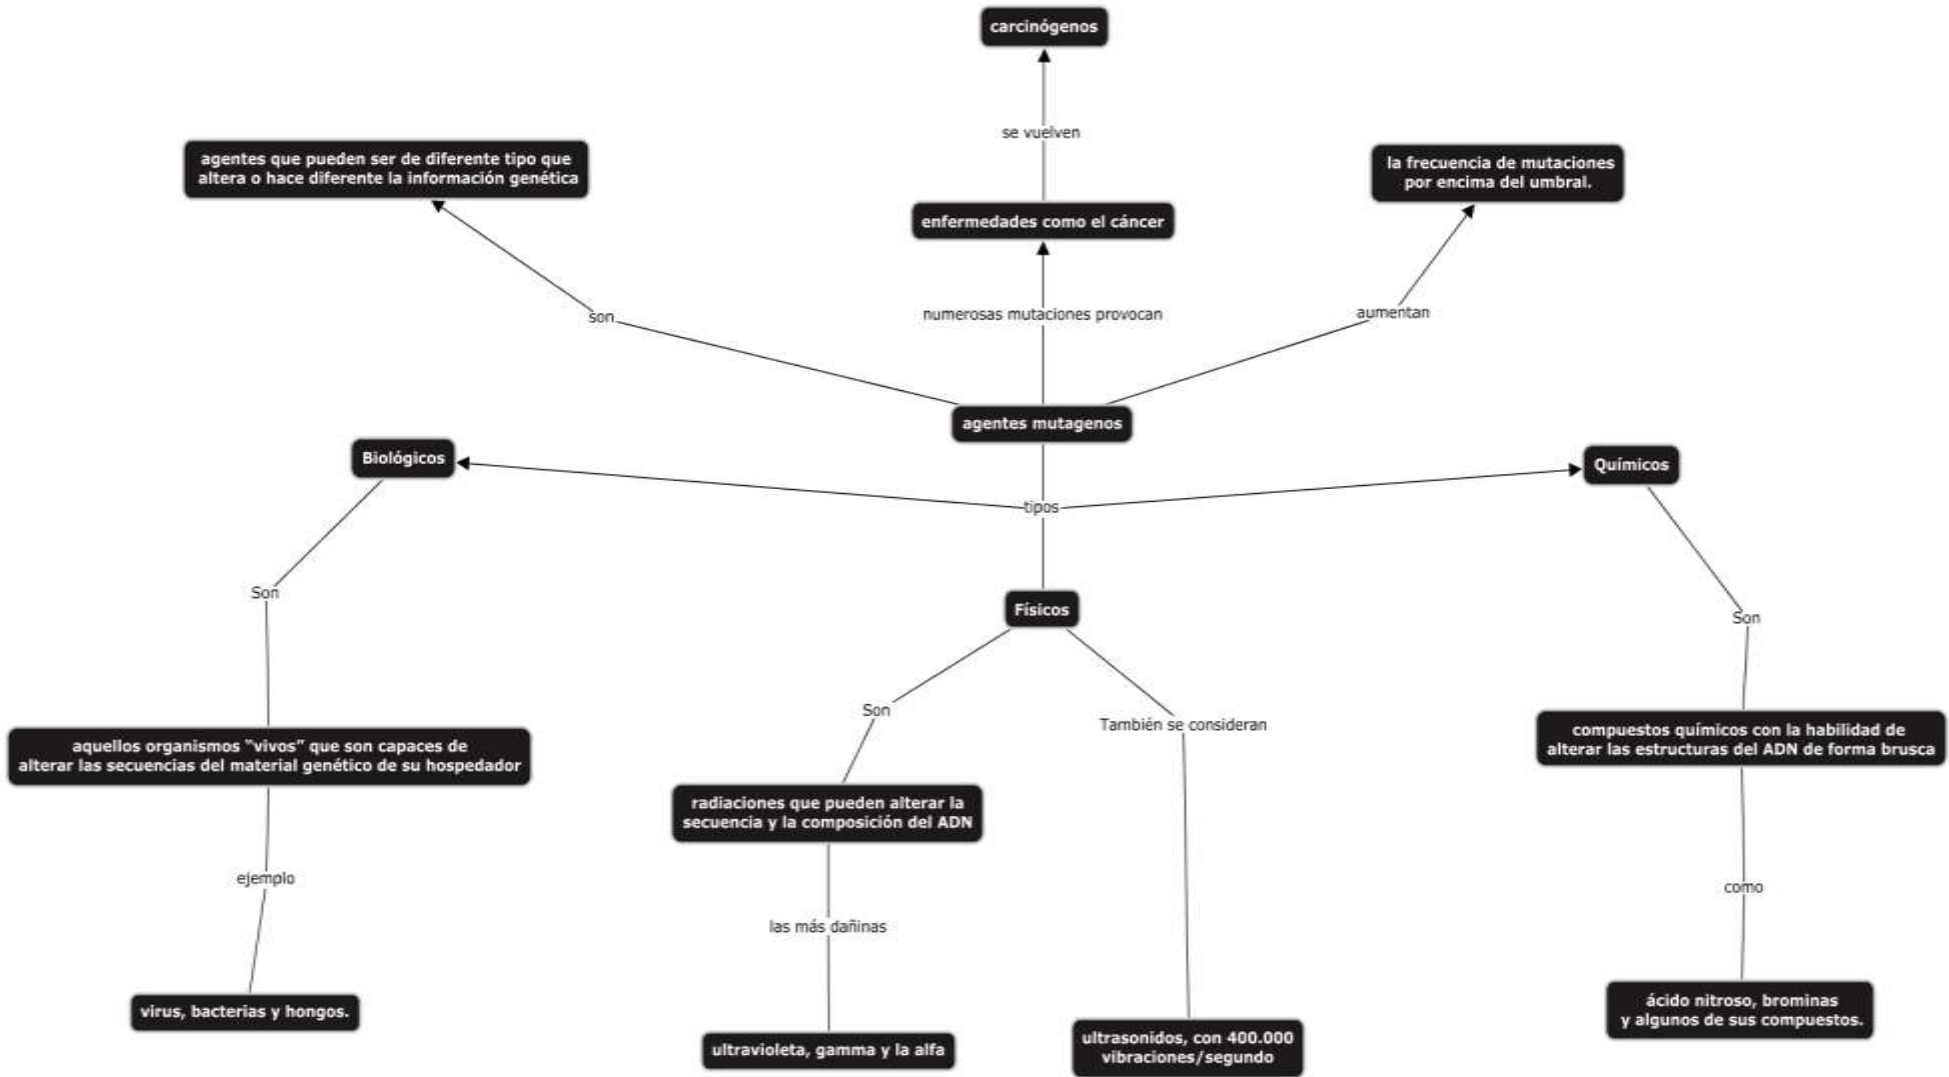 carcinógenos
se vuelven
agentes que pueden ser de diferente tipo que
altera o hace diferente la información genética
la frecuencia de mutaciones
por encima del umbral.
enfermedades como el cáncer
son
numerosas mutaciones provocan
aumentan
agentes mutagenos
Biológicos
Químicos
tipos
Son
Físicos
Son
Son
También se consideran
aquellos organismos "vivos" que son capaces de
alterar las secuencias del material genético de su hospedador
compuestos químicos con la habilidad de
alterar las estructuras del ADN de forma brusca
radiaciones que pueden alterar la
secuencia y la composición del ADN
ejemplo
como
las más dañinas
virus, bacterias y hongos.
ácido nitroso, brominas
y algunos de sus compuestos.
ultravioleta, gamma y la alfa
ultrasonidos, con 400.000
vibraciones/segundo